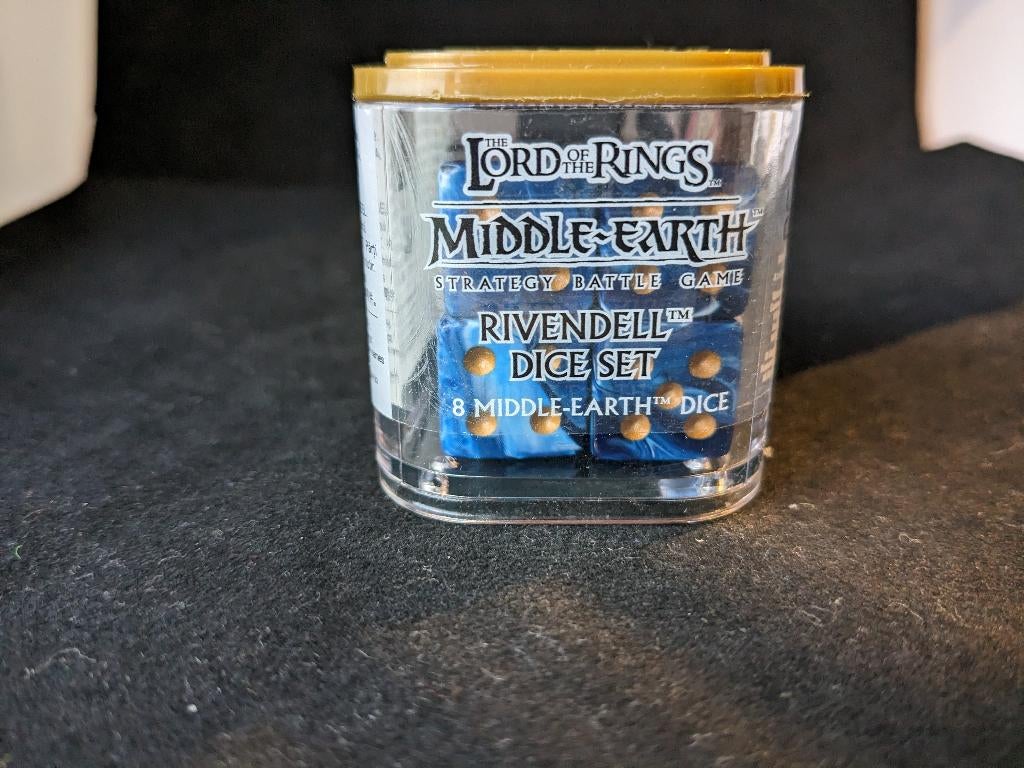 THE LORD OF THE RINGS™
MIDDLE-EARTH™
STRATEGY BATTLE GAME
RIVENDELL™
DICE SET
8 MIDDLE-EARTH™ DICE